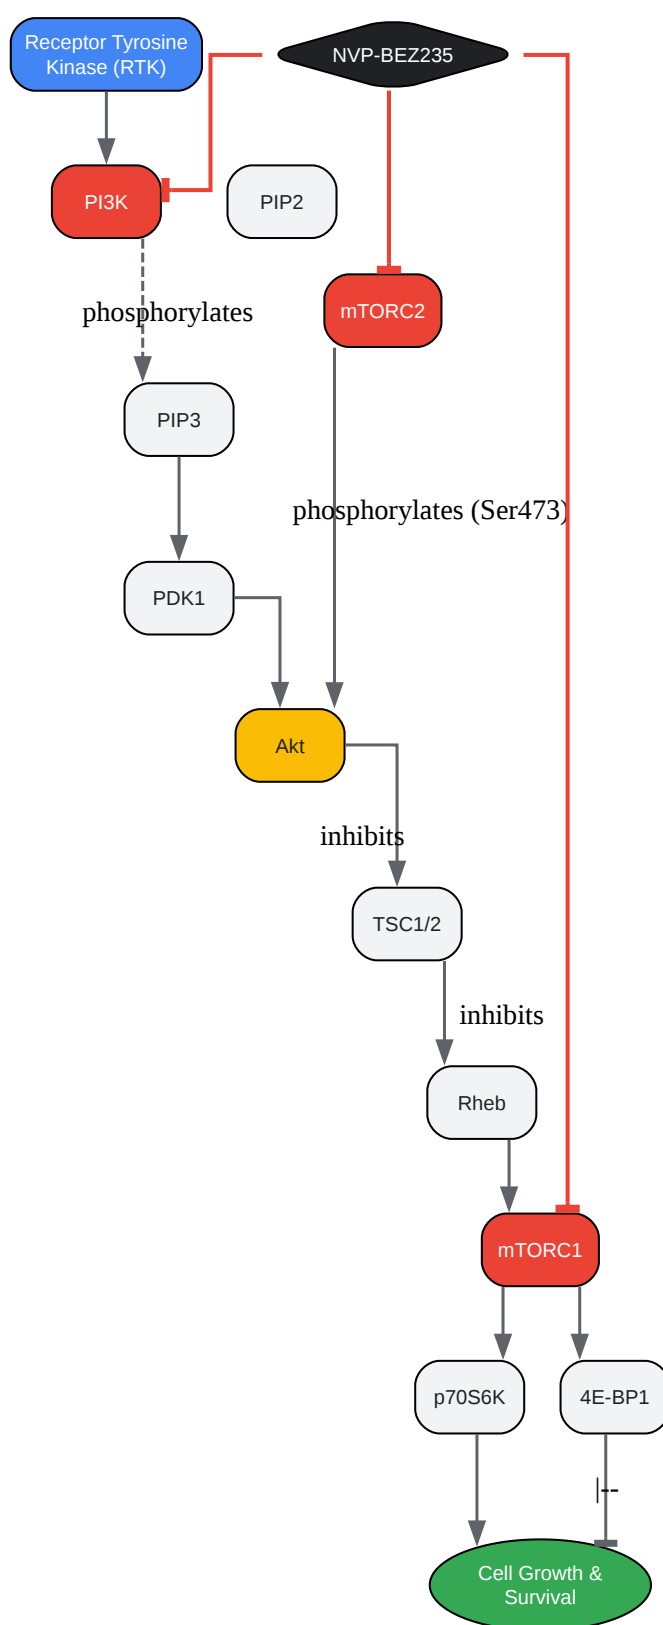 Receptor Tyrosine
Kinase (RTK)
NVP-BEZ235
PI3K
PIP2
mTORC2
phosphorylates
PIP3
phosphorylates (Ser473)
PDK1
Akt
inhibits
TSC1/2
inhibits
Rheb
mTORC1
p70S6K
4E-BP1
|--
Cell Growth &
Survival